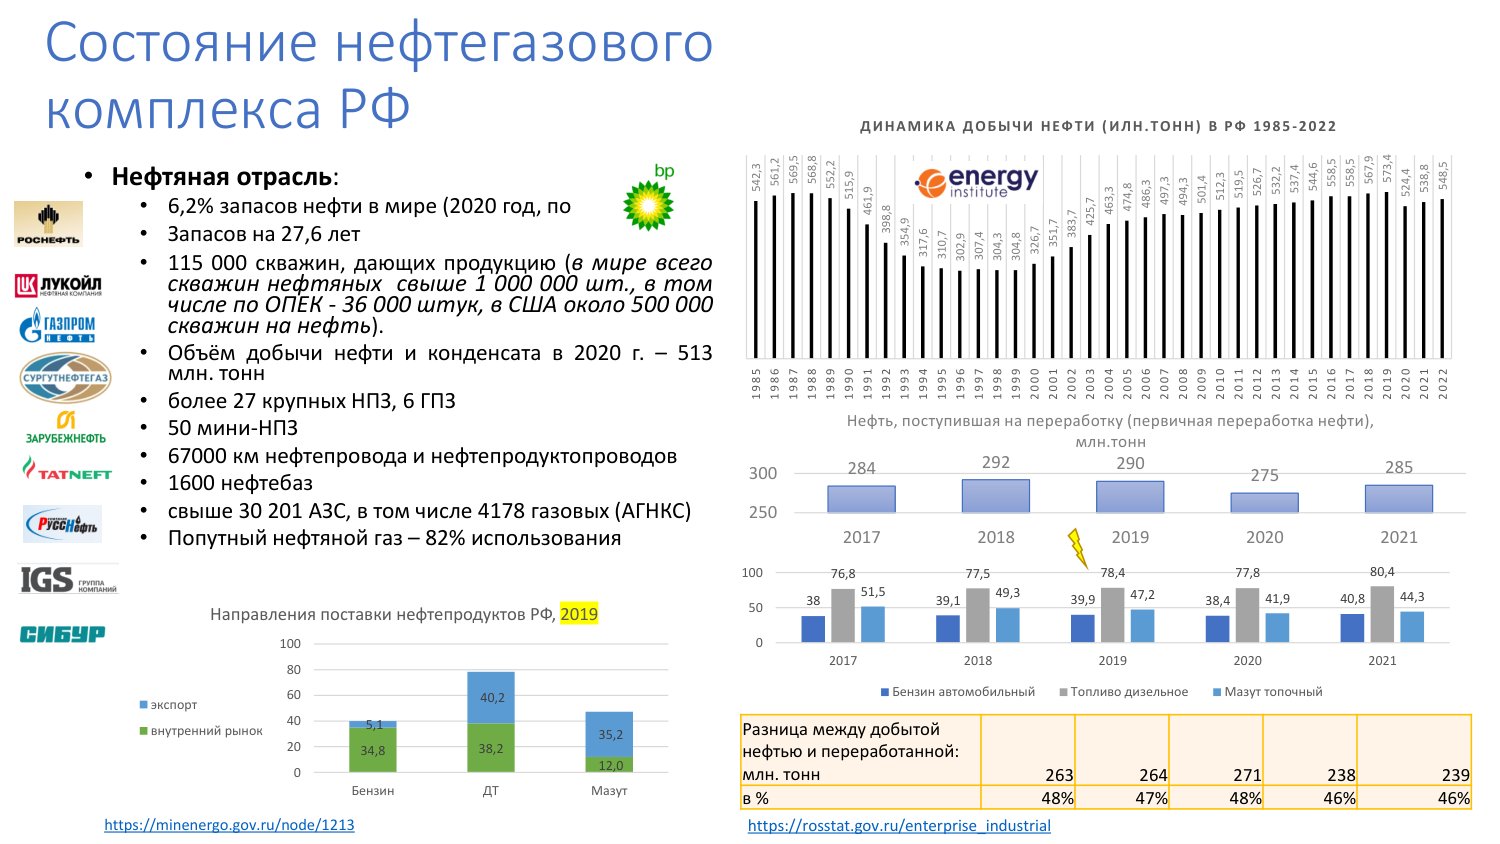 Состояние нефтегазового
комплекса РФ
• Нефтяная отрасль:
bp
• 6,2% запасов нефти в мире (2020 год, по
• Запасов на 27,6 лет
• 115 000 скважин, дающих продукцию (в мире всего
скважин нефтяных свыше 1 000 000 шт., в том
числе по ОПЕК - 36 000 штук, в США около 500 000
скважин на нефть).
• Объём добычи нефти и конденсата в 2020 г. – 513
млн. тонн
• более 27 крупных НПЗ, 6 ГПЗ
• 50 мини-НПЗ
• 67000 км нефтепровода и нефтепродуктопроводов
• 1600 нефтебаз
• свыше 30 201 АЗС, в том числе 4178 газовых (АГНКС)
• Попутный нефтяной газ – 82% использования
РОСНЕФТЬ
ЛУКОЙЛ
НЕФТЯНАЯ КОМПАНИЯ
ГАЗПРОМ
НЕФТЬ
СУРГУТНЕФТЕГАЗ
ЗАРУБЕЖНЕФТЬ
TATNEFT
РуссНефть
IGS ГРУППА
КОМПАНИЙ
СИБУР
Направления поставки нефтепродуктов РФ, 2019
100
80
60
40
20
0
экспорт
внутренний рынок
5,1
34,8
40,2
38,2
35,2
12,0
Бензин ДТ Мазут
https://minenergo.gov.ru/node/1213
ДИНАМИКА ДОБЫЧИ НЕФТИ (ИЛН.ТОНН) В РФ 1985-2022
542,3 561,2 569,5 568,8 552,2 515,9 461,9 398,8 354,9 317,6 310,7 302,9 307,4 304,3 304,8 326,7 351,7 383,7 425,7 463,3 474,8 486,3 497,3 494,3 501,4 512,3 519,5 526,7 532,2 537,4 544,6 558,5 558,5 567,9 573,4 524,4 538,8 548,5
energy
institute
1985 1986 1987 1988 1989 1990 1991 1992 1993 1994 1995 1996 1997 1998 1999 2000 2001 2002 2003 2004 2005 2006 2007 2008 2009 2010 2011 2012 2013 2014 2015 2016 2017 2018 2019 2020 2021 2022
Нефть, поступившая на переработку (первичная переработка нефти),
млн.тонн
300
250
284 292 290 275 285
2017 2018 2019 2020 2021
100
50
0
38 76,8 51,5 39,1 77,5 49,3 39,9 78,4 47,2 38,4 77,8 41,9 40,8 80,4 44,3
2017 2018 2019 2020 2021
Бензин автомобильный Топливо дизельное Мазут топочный
Разница между добытой
нефтью и переработанной:
млн. тонн 263 264 271 238 239
в % 48% 47% 48% 46% 46%
https://rosstat.gov.ru/enterprise_industrial